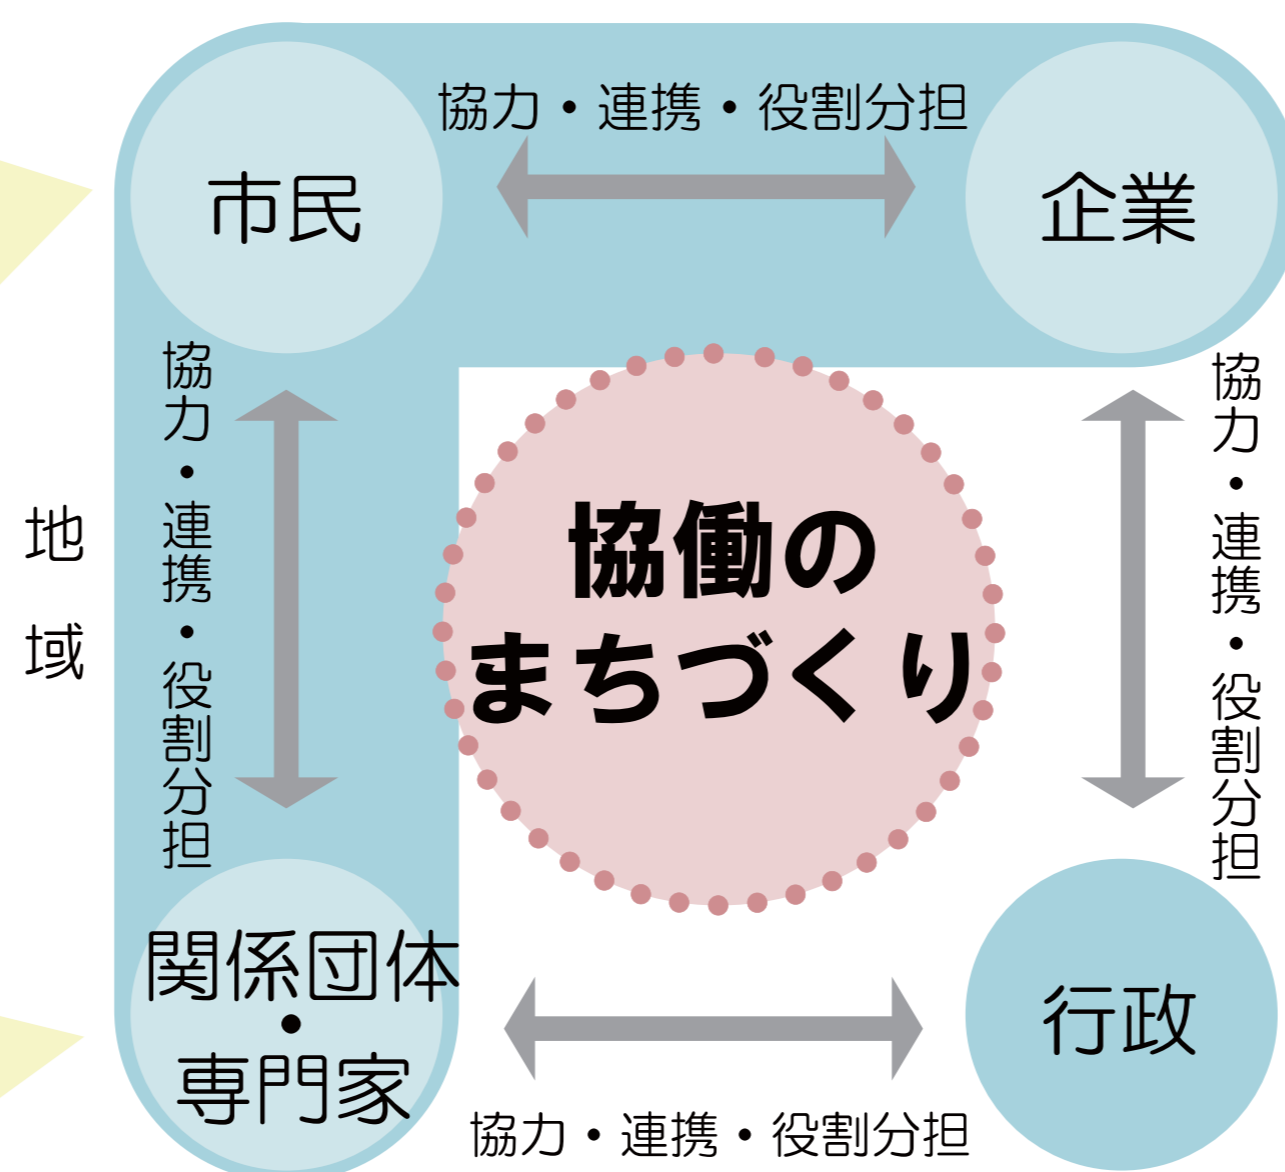 協力・連携・役割分担
市民
企業
協力・連携・役割分担
協力・連携・役割分担
地域
協働の
まちづくり
関係団体
・
専門家
行政
協力・連携・役割分担